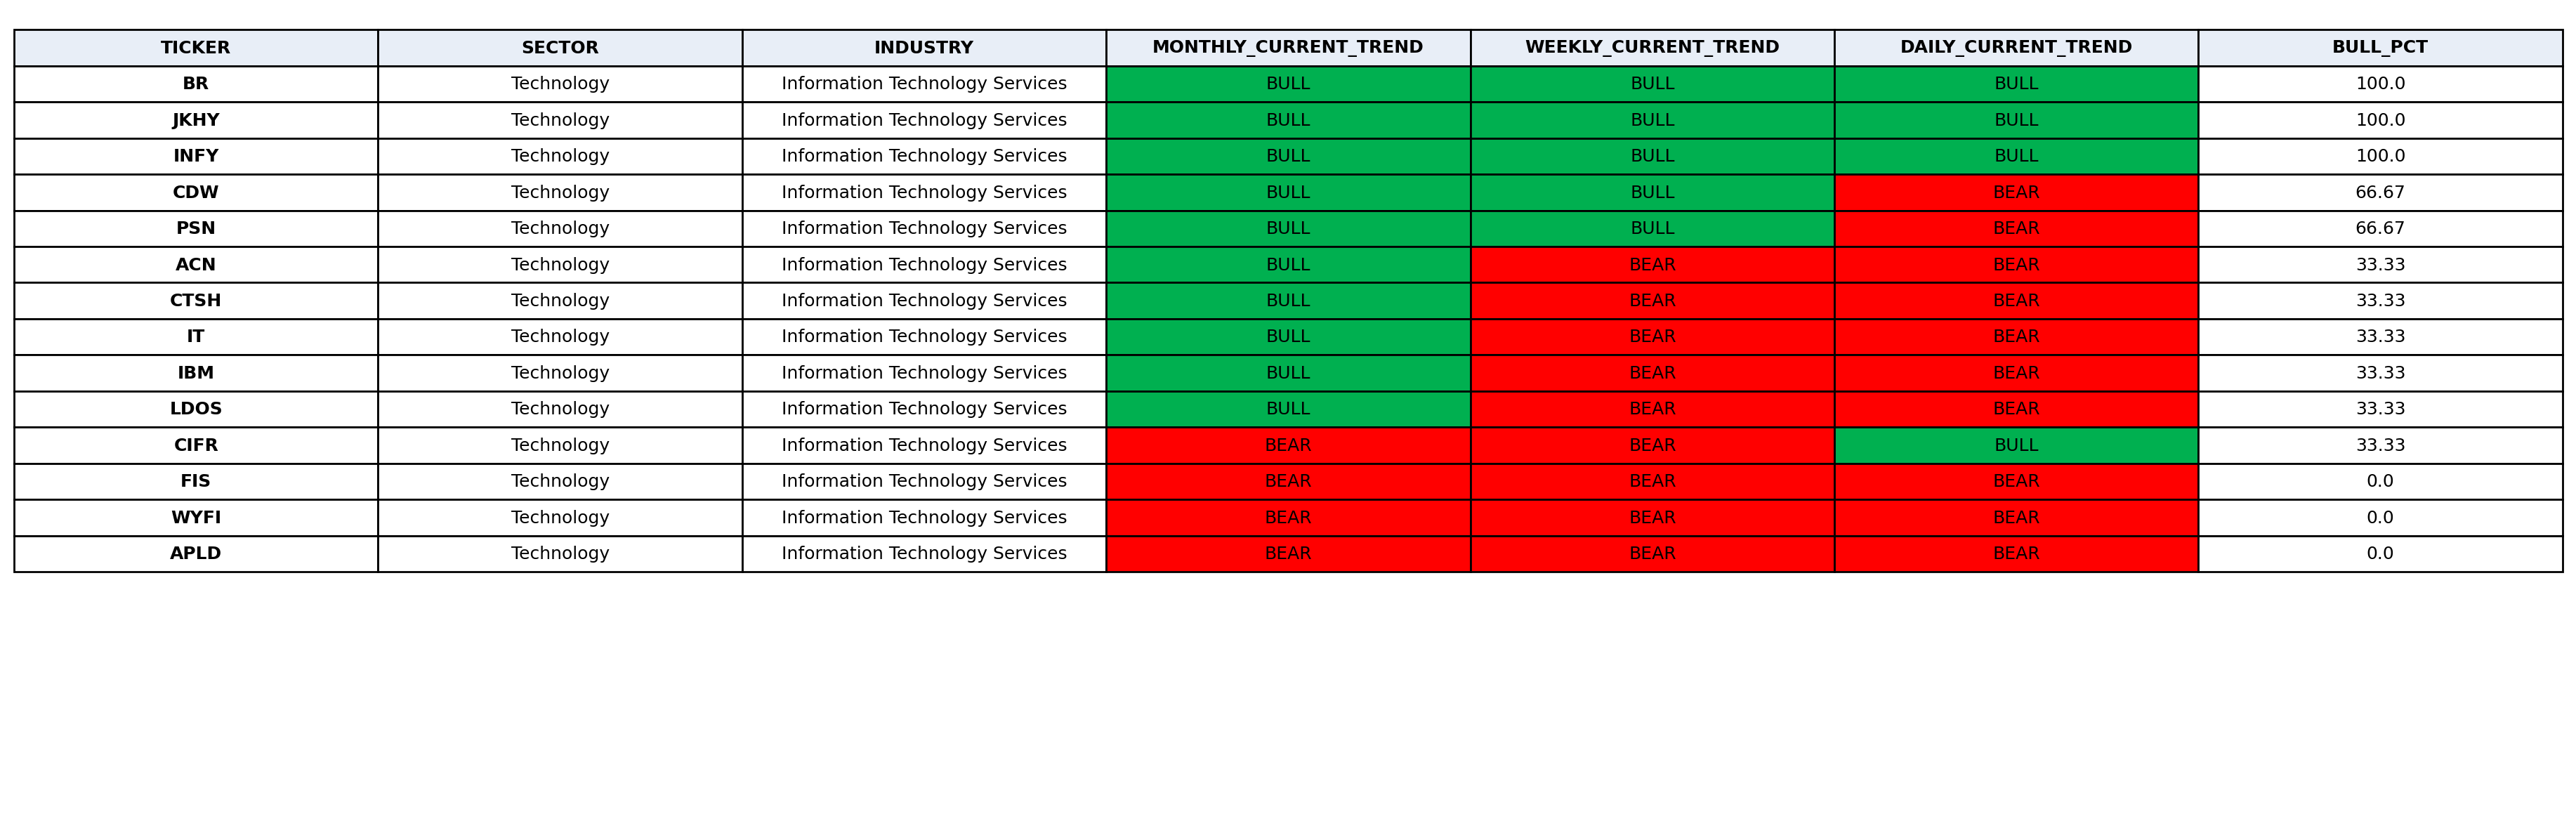 TICKER SECTOR INDUSTRY MONTHLY_CURRENT_TREND WEEKLY_CURRENT_TREND DAILY_CURRENT_TREND BULL_PCT
BR Technology Information Technology Services BULL BULL BULL 100.0
JKHY Technology Information Technology Services BULL BULL BULL 100.0
INFY Technology Information Technology Services BULL BULL BULL 100.0
CDW Technology Information Technology Services BULL BULL BEAR 66.67
PSN Technology Information Technology Services BULL BULL BEAR 66.67
ACN Technology Information Technology Services BULL BEAR BEAR 33.33
CTSH Technology Information Technology Services BULL BEAR BEAR 33.33
IT Technology Information Technology Services BULL BEAR BEAR 33.33
IBM Technology Information Technology Services BULL BEAR BEAR 33.33
LDOS Technology Information Technology Services BULL BEAR BEAR 33.33
CIFR Technology Information Technology Services BEAR BEAR BULL 33.33
FIS Technology Information Technology Services BEAR BEAR BEAR 0.0
WYFI Technology Information Technology Services BEAR BEAR BEAR 0.0
APLD Technology Information Technology Services BEAR BEAR BEAR 0.0